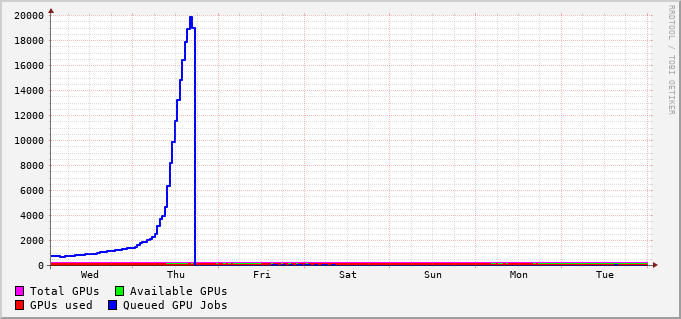 20000
18000
16000
14000
12000
10000
8000
6000
4000
2000
0
Wed Thu Fri Sat Sun Mon Tue
Total GPUs Available GPUs
GPUs used Queued GPU Jobs
RRDTOOL / TOBI OETIKER